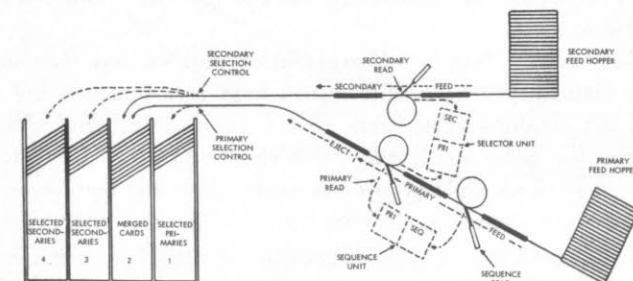 SECONDARY
SELECTION
CONTROL
SECONDARY
READ
SECONDARY
FEED HOPPER
SECONDARY
FEED
SEC
PRI
SELECTOR UNIT
PRIMARY
SELECTION
CONTROL
EJECT
PRIMARY
FEED
PRIMARY
READ
PRIMARY
FEED HOPPER
PRI
SEQ
SEQUENCE
UNIT
SEQUENCE
SELECTED
SECOND-
ARIES
4
SELECTED
SECOND-
ARIES
3
MERGED
CARDS
2
SELECTED
PRI-
MARIES
1